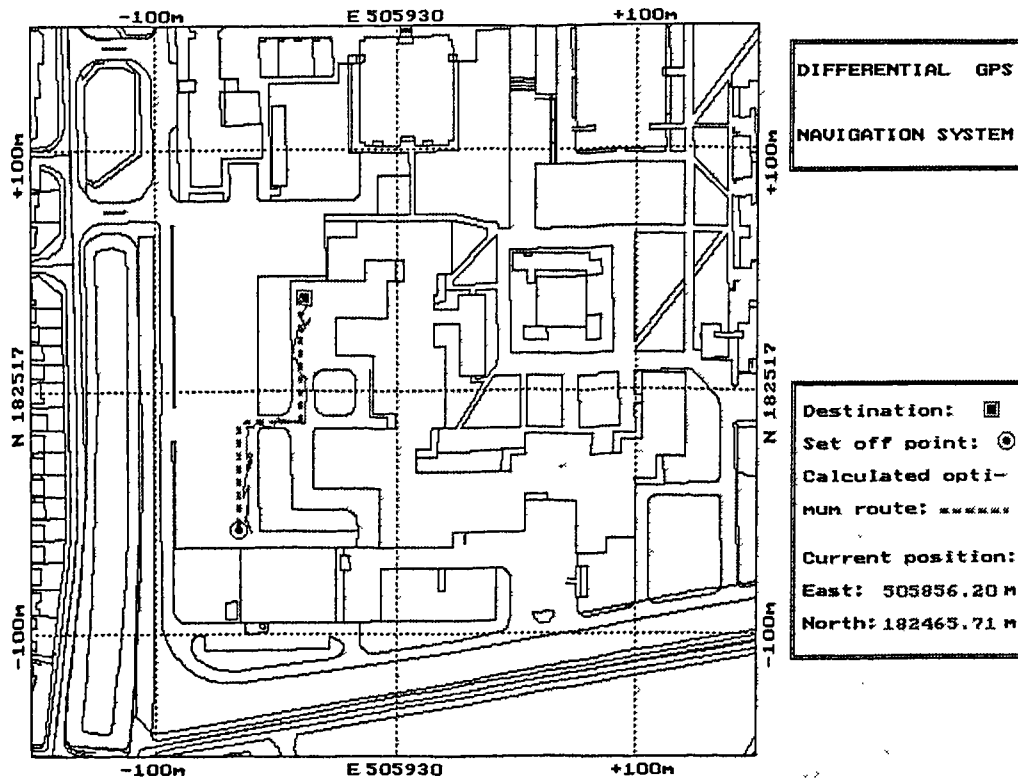 -100m E 505930 +100m
DIFFERENTIAL GPS
NAVIGATION SYSTEM
+100m
+100m
N 182517
N 182517
-100m
-100m
Destination:
Set off point:
Calculated opti-
mum route:
Current position:
East: 505856.20 M
North: 182465.71 M
-100m E 505930 +100m